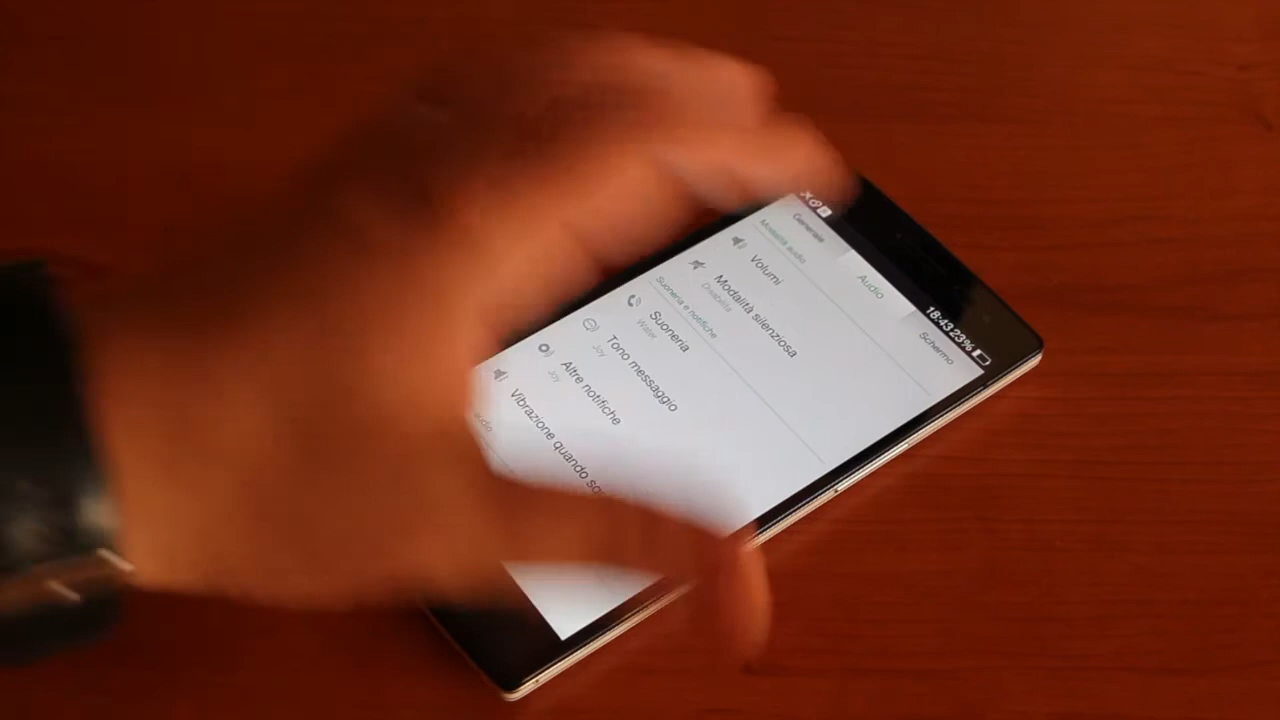 18:43 23%
Generale
Audio
Schermo
Modalità audio
Volumi
Modalità silenziosa
Disabilita
Suoneria e notifiche
Suoneria
Water
Tono messaggio
Joy
Altre notifiche
Joy
Vibrazione quando
audio